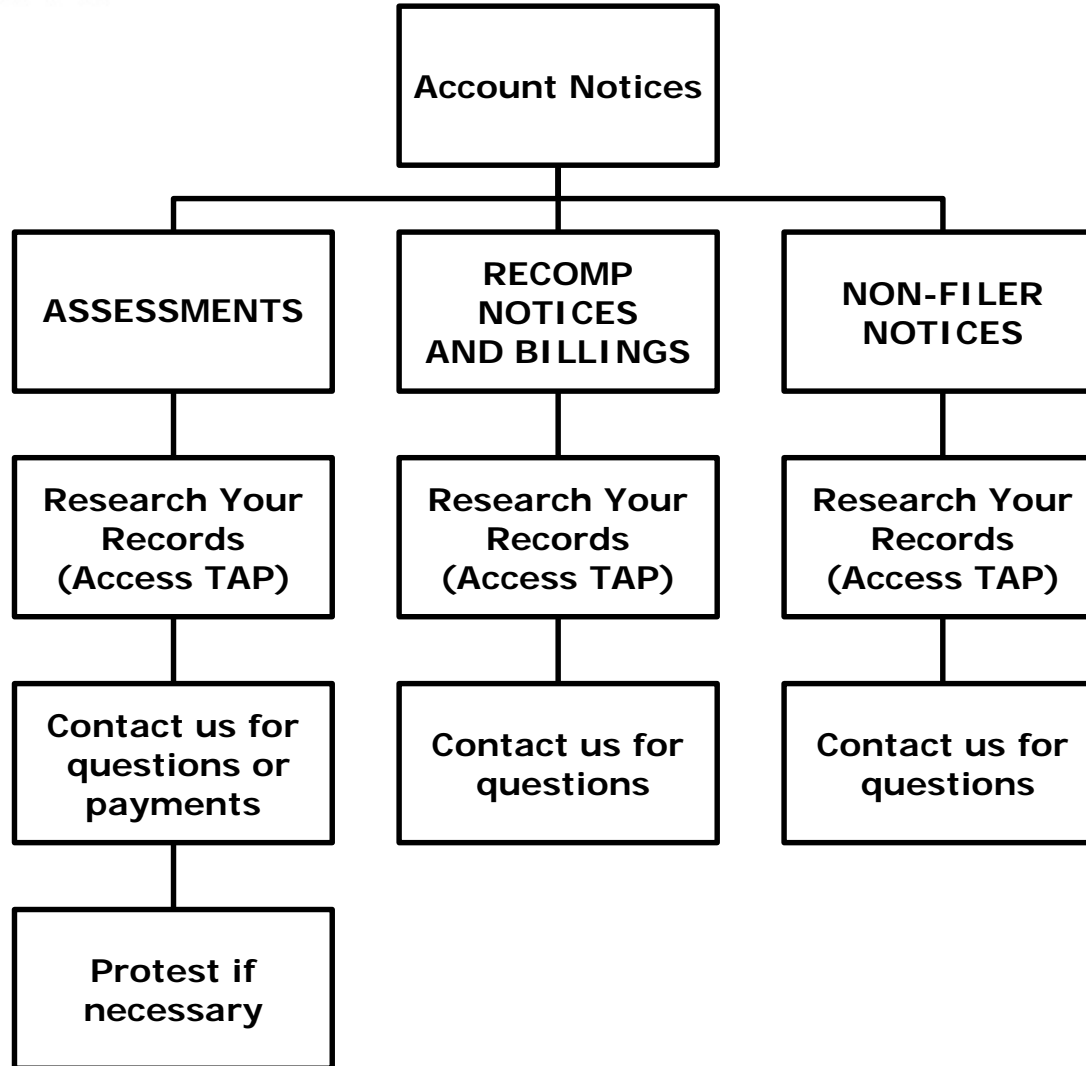 Account Notices
ASSESSMENTS
RECOMP
NOTICES
AND BILLINGS
NON-FILER
NOTICES
Research Your
Records
(Access TAP)
Research Your
Records
(Access TAP)
Research Your
Records
(Access TAP)
Contact us for
questions or
payments
Contact us for
questions
Contact us for
questions
Protest if
necessary